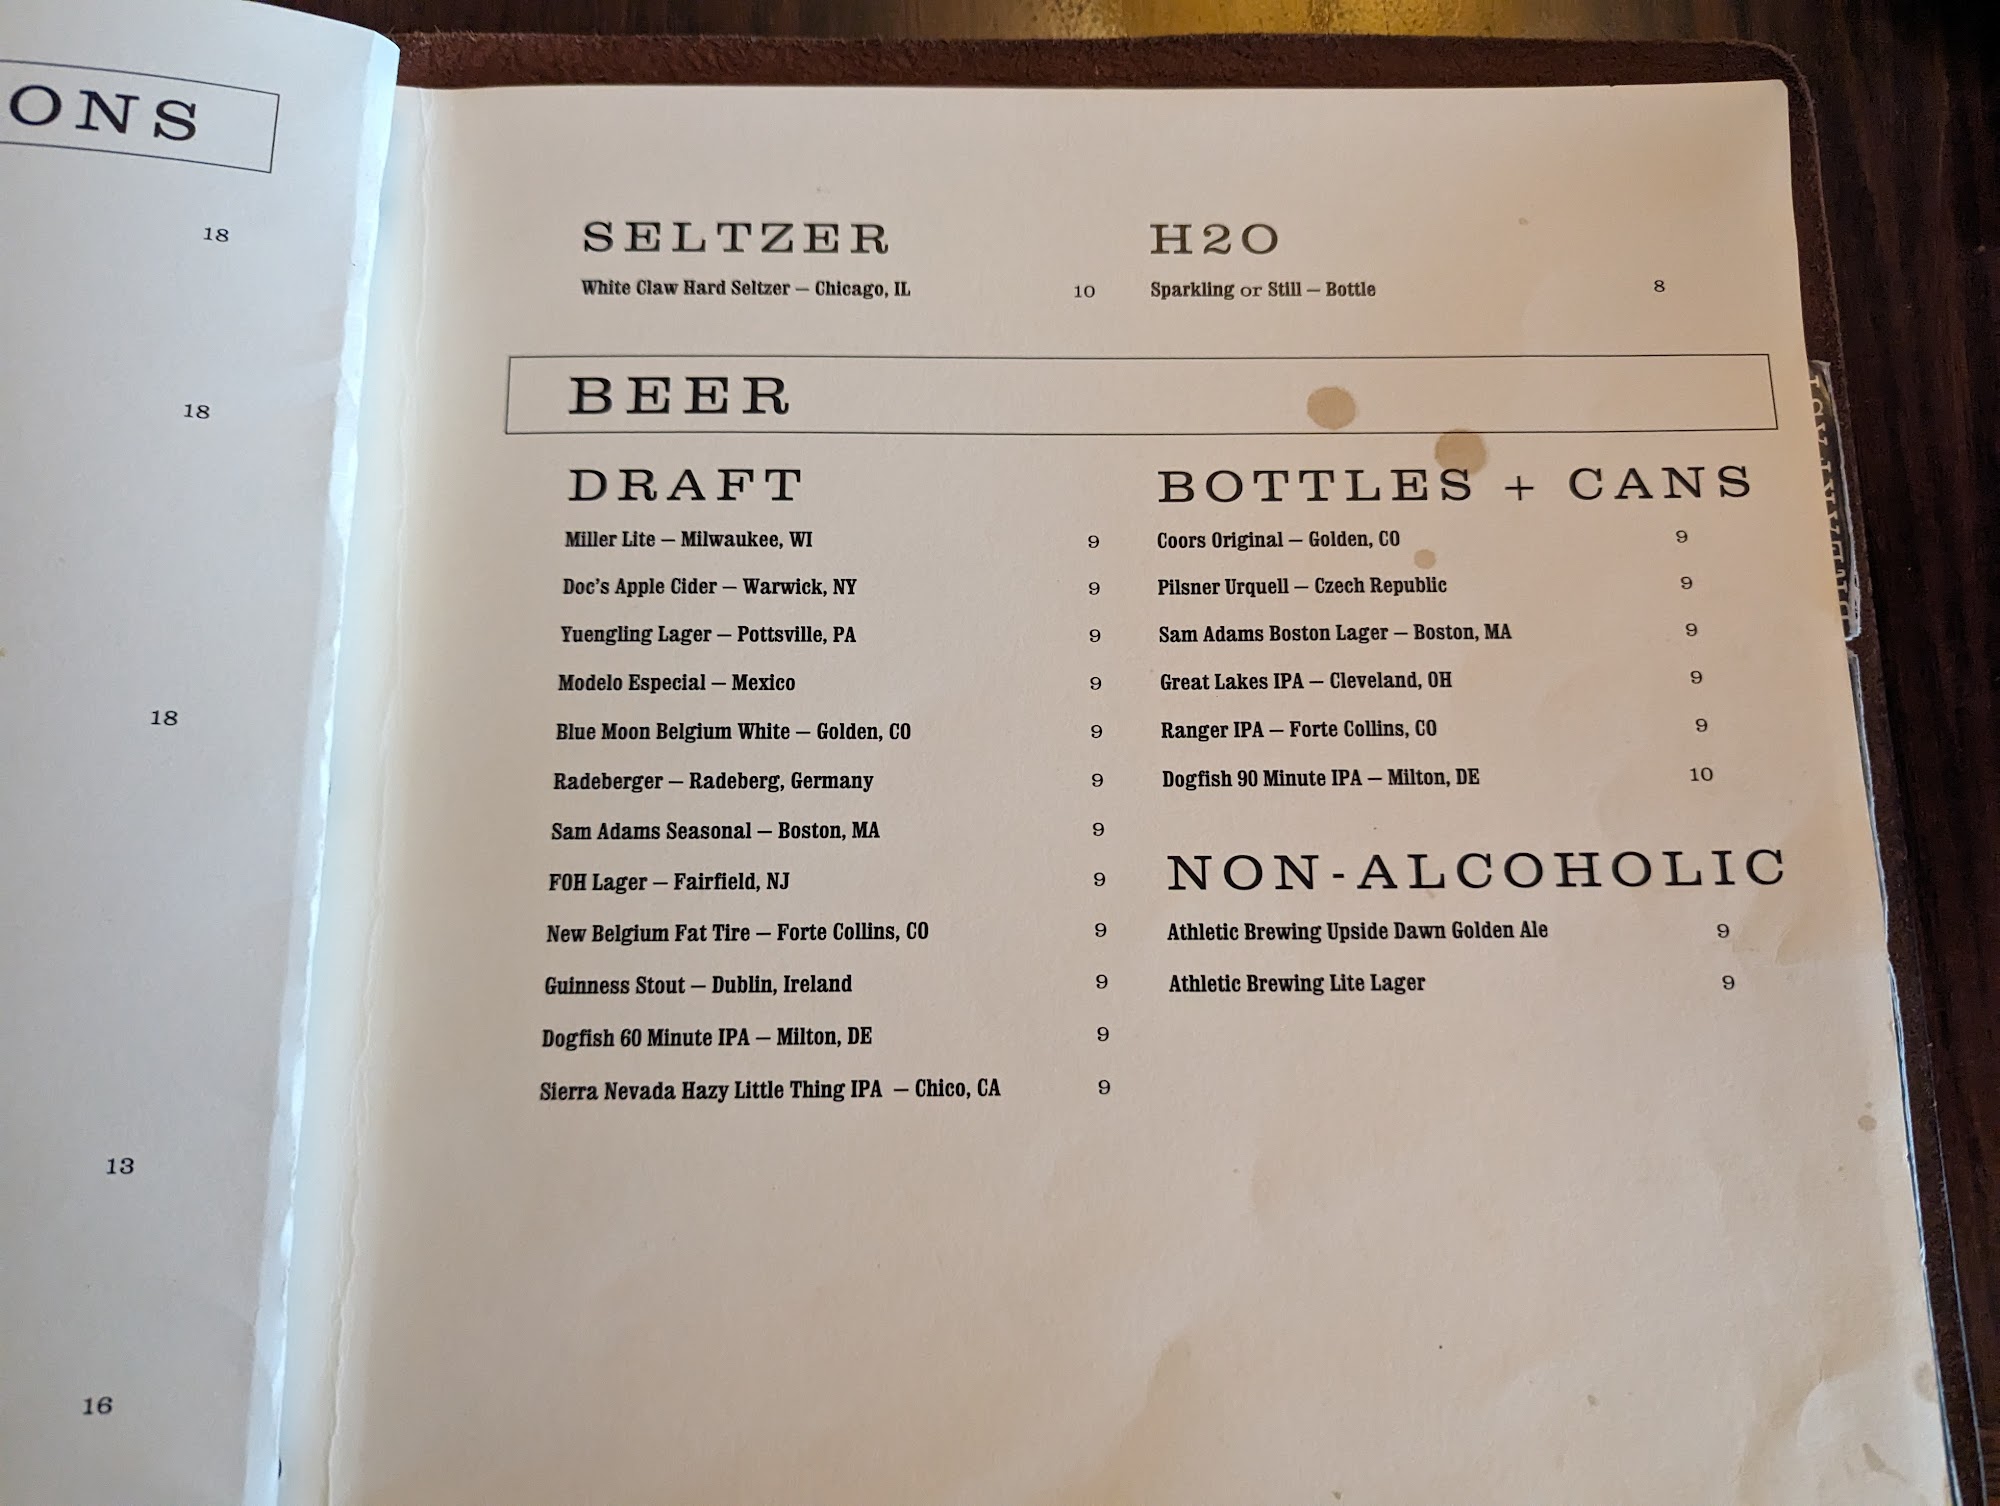 ONS
18
18
18
13
16
SELTZER
White Claw Hard Seltzer — Chicago, IL 10
H2O
Sparkling or Still — Bottle 8
BEER
DRAFT
Miller Lite — Milwaukee, WI 9
Doc's Apple Cider — Warwick, NY 9
Yuengling Lager — Pottsville, PA 9
Modelo Especial — Mexico 9
Blue Moon Belgium White — Golden, CO 9
Radeberger — Radeberg, Germany 9
Sam Adams Seasonal — Boston, MA 9
FOH Lager — Fairfield, NJ 9
New Belgium Fat Tire — Forte Collins, CO 9
Guinness Stout — Dublin, Ireland 9
Dogfish 60 Minute IPA — Milton, DE 9
Sierra Nevada Hazy Little Thing IPA — Chico, CA 9
BOTTLES + CANS
Coors Original — Golden, CO 9
Pilsner Urquell — Czech Republic 9
Sam Adams Boston Lager — Boston, MA 9
Great Lakes IPA — Cleveland, OH 9
Ranger IPA — Forte Collins, CO 9
Dogfish 90 Minute IPA — Milton, DE 10
NON-ALCOHOLIC
Athletic Brewing Upside Dawn Golden Ale 9
Athletic Brewing Lite Lager 9